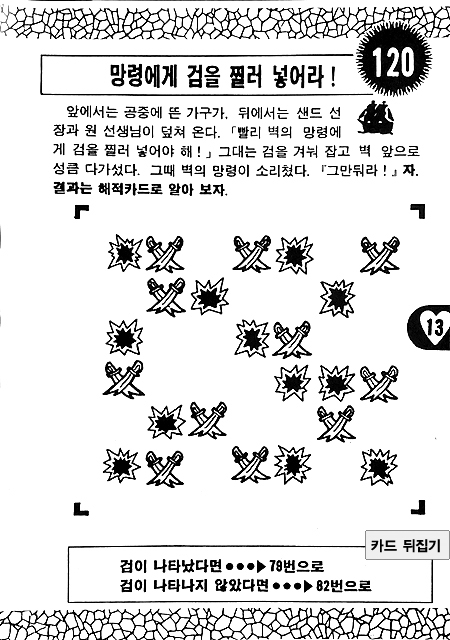 120
망령에게 검을 찔러 넣어라!
앞에서는 공중에 뜬 가구가, 뒤에서는 샌드 선
장과 원 선생님이 덮쳐 온다. 「빨리 벽의 망령에
게 검을 찔러 넣어야 해!」 그대는 검을 겨눠 잡고 벽 앞으로
성큼 다가섰다. 그때 벽의 망령이 소리쳤다. 『그만둬라!』 자,
결과는 해적카드로 알아 보자.
13
카드 뒤집기
검이 나타났다면 ●●●▶ 79번으로
검이 나타나지 않았다면 ●●●▶ 82번으로